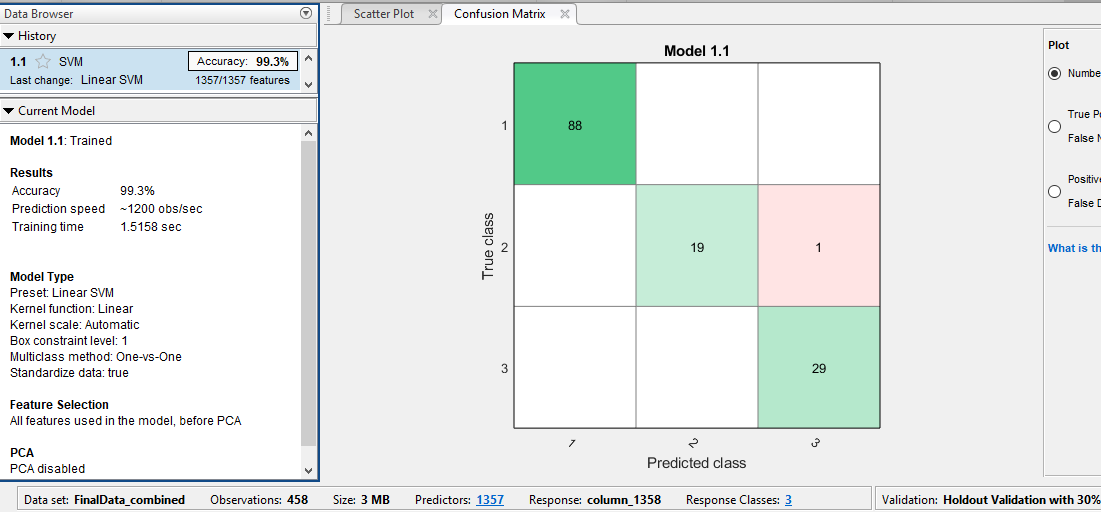 Data Browser
History
1.1 SVM Accuracy: 99.3%
Last change: Linear SVM 1357/1357 features
Current Model
Model 1.1: Trained
Results
Accuracy 99.3%
Prediction speed ~1200 obs/sec
Training time 1.5158 sec
Model Type
Preset: Linear SVM
Kernel function: Linear
Kernel scale: Automatic
Box constraint level: 1
Multiclass method: One-vs-One
Standardize data: true
Feature Selection
All features used in the model, before PCA
PCA
PCA disabled
Scatter Plot Confusion Matrix
Model 1.1
True class
1 88
2 19 1
3 29
1 2 3
Predicted class
Plot
Numbe
True Po
False N
Positive
False D
What is th
Data set: FinalData_combined Observations: 458 Size: 3 MB Predictors: 1357 Response: column_1358 Response Classes: 3 Validation: Holdout Validation with 30%